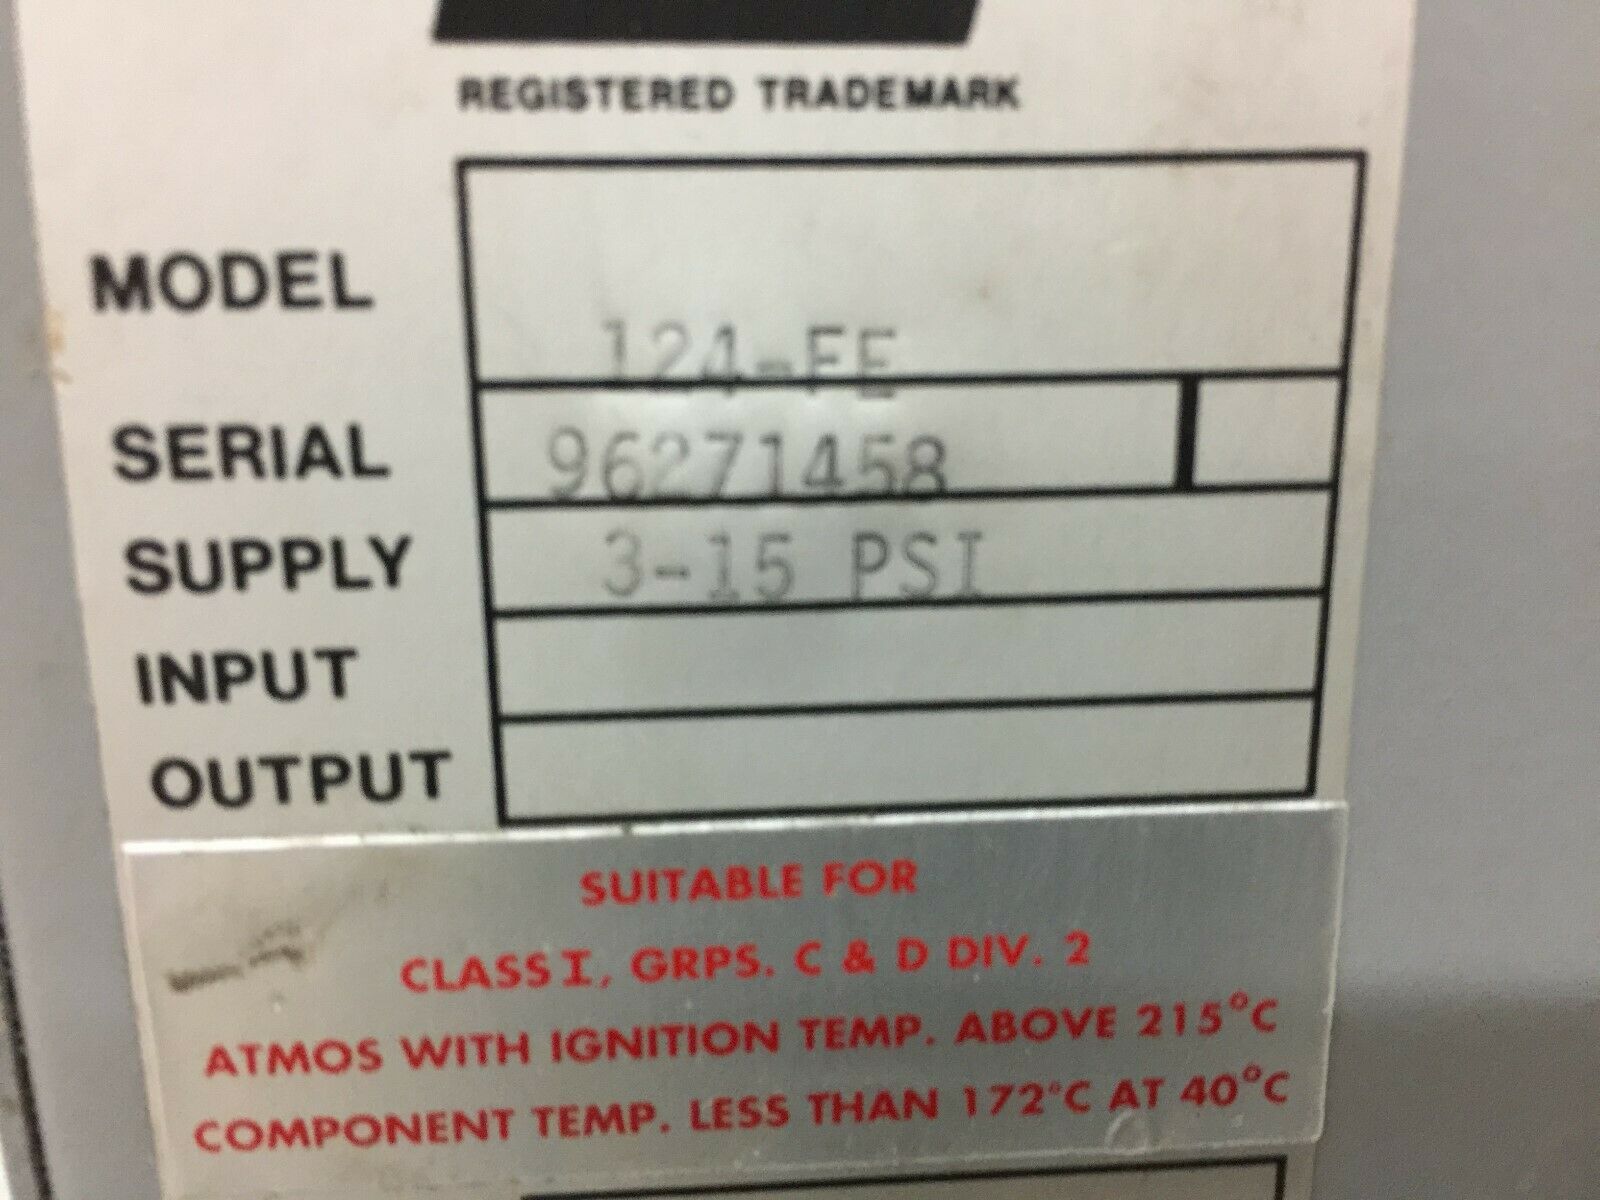 REGISTERED TRADEMARK
MODEL 124-FE
SERIAL 96271458
SUPPLY 3-15 PSI
INPUT
OUTPUT
SUITABLE FOR
CLASS I, GRPS. C & D DIV. 2
ATMOS WITH IGNITION TEMP. ABOVE 215°C
COMPONENT TEMP. LESS THAN 172°C AT 40°C